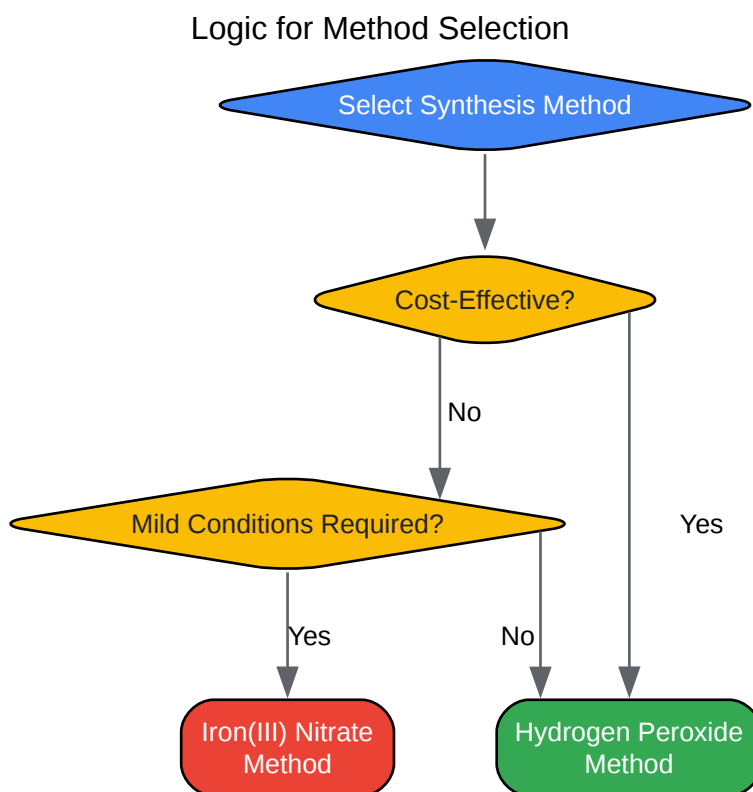 Logic for Method Selection
Select Synthesis Method
Cost-Effective?
No
Mild Conditions Required?
Yes
Yes
No
Iron(III) Nitrate
Method
Hydrogen Peroxide
Method